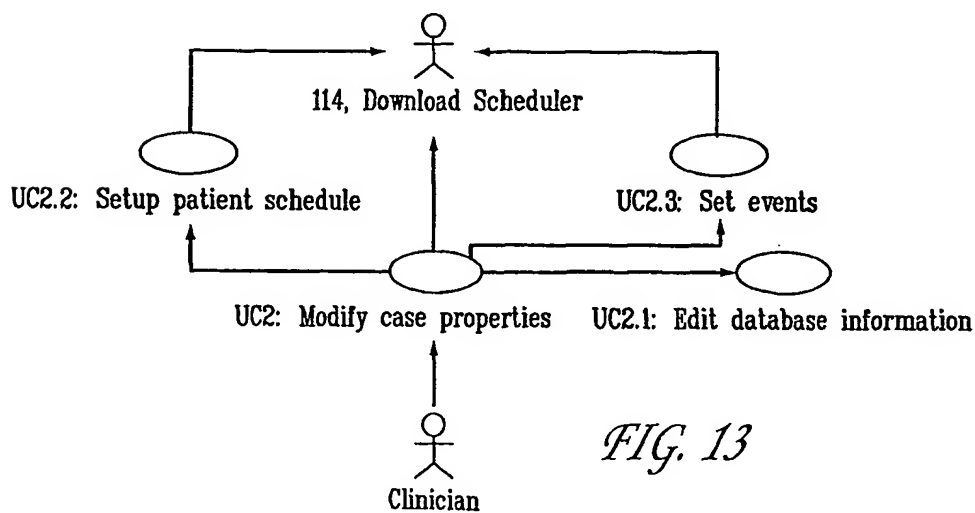 114, Download Scheduler
UC2.2: Setup patient schedule
UC2.3: Set events
UC2: Modify case properties
UC2.1: Edit database information
Clinician
FIG. 13